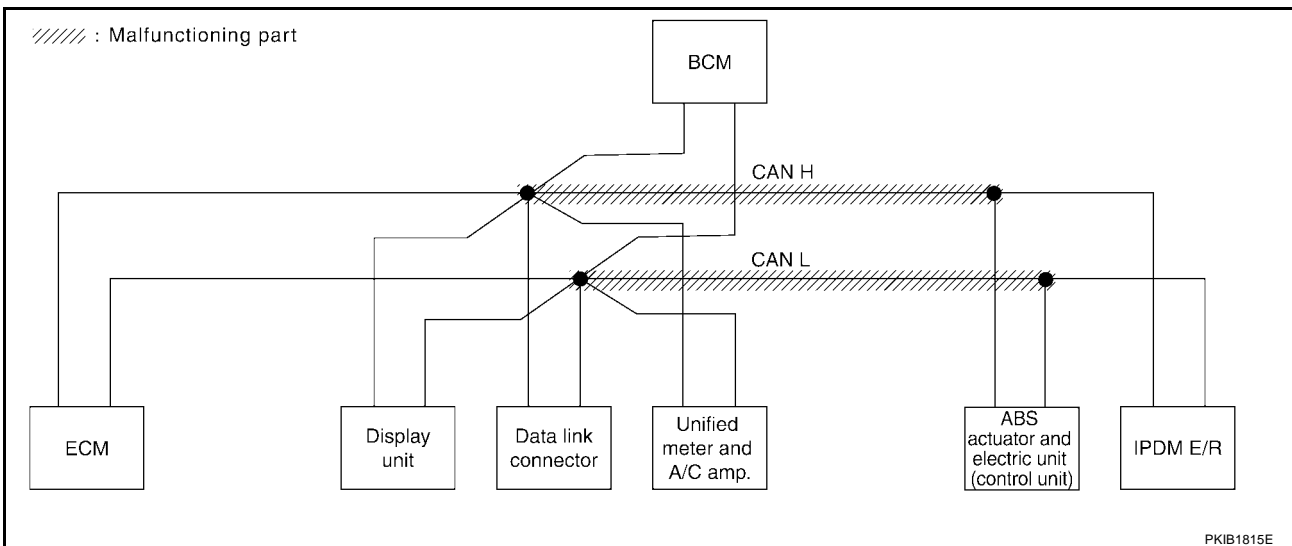 : Malfunctioning part
BCM
CAN H
CAN L
ECM
Display
unit
Data link
connector
Unified
meter and
A/C amp.
ABS
actuator and
electric unit
(control unit)
IPDM E/R
PKIB1815E